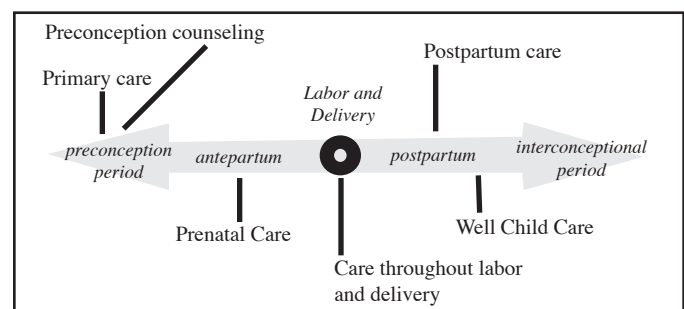 Preconception counseling
Postpartum care
Primary care
Labor and
Delivery
preconception
period
antepartum
postpartum
interconceptional
period
Prenatal Care
Well Child Care
Care throughout labor
and delivery